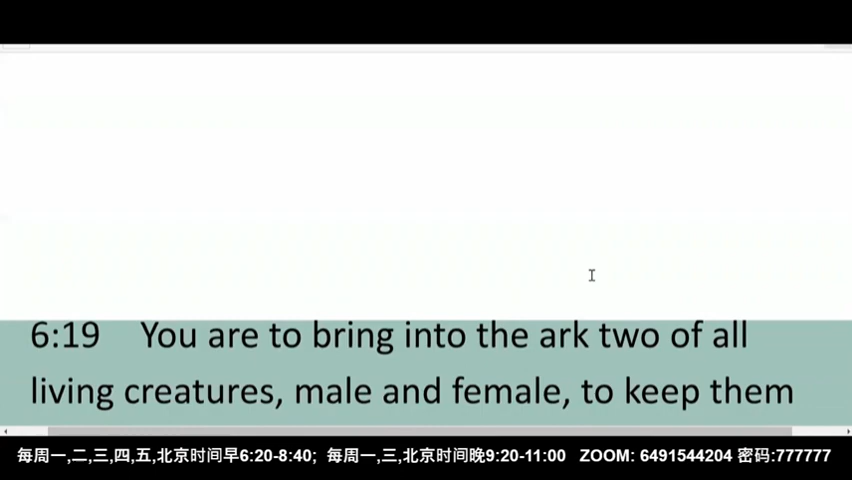 6:19 You are to bring into the ark two of all
living creatures, male and female, to keep them
每周一,二,三,四,五,北京时间早6:20-8:40; 每周一,三,北京时间晚9:20-11:00 ZOOM: 6491544204 密码:777777